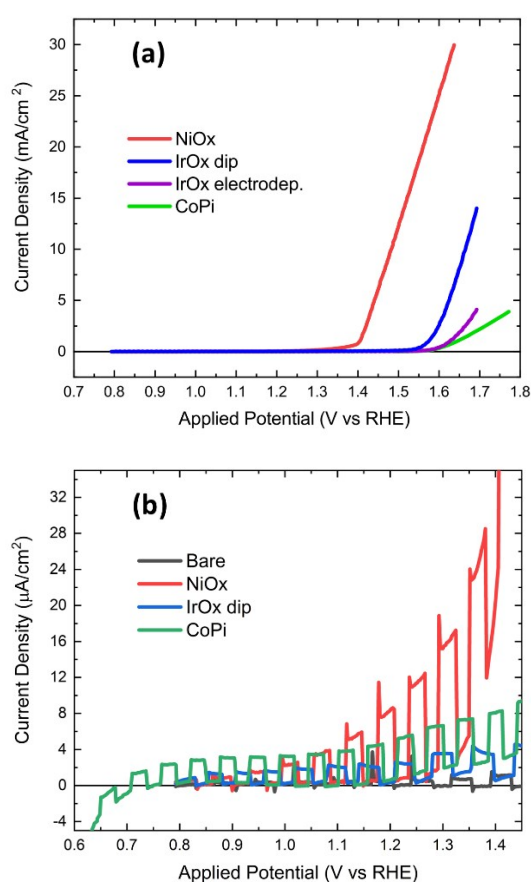 (a)
30
25
20
15
10
5
0
Current Density (mA/cm²)
NiOx
IrOx dip
IrOx electrodep.
CoPi
0.7 0.8 0.9 1.0 1.1 1.2 1.3 1.4 1.5 1.6 1.7 1.8
Applied Potential (V vs RHE)
(b)
32
28
24
20
16
12
8
4
0
-4
Current Density (µA/cm²)
Bare
NiOx
IrOx dip
CoPi
0.6 0.7 0.8 0.9 1.0 1.1 1.2 1.3 1.4
Applied Potential (V vs RHE)